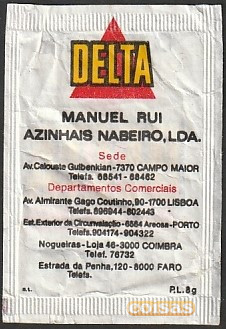 DELTA
MANUEL RUI
AZINHAIS NABEIRO, LDA.
Sede
Av. Calouste Gulbenkian-7370 CAMPO MAIOR
Telefs. 68541-68462
Departamentos Comerciais
Av. Almirante Gago Coutinho, 90-1700 LISBOA
Telefs. 896944-802443
Est. Exterior da Circunvalação-6584 Areosa-PORTO
Telefs. 904174-904322
Nogueiras-Loja 46-3000 COIMBRA
Telef. 76732
Estrada da Penha, 120-8000 FARO
Telefs.
S.L.
P.L. 8g
coisas